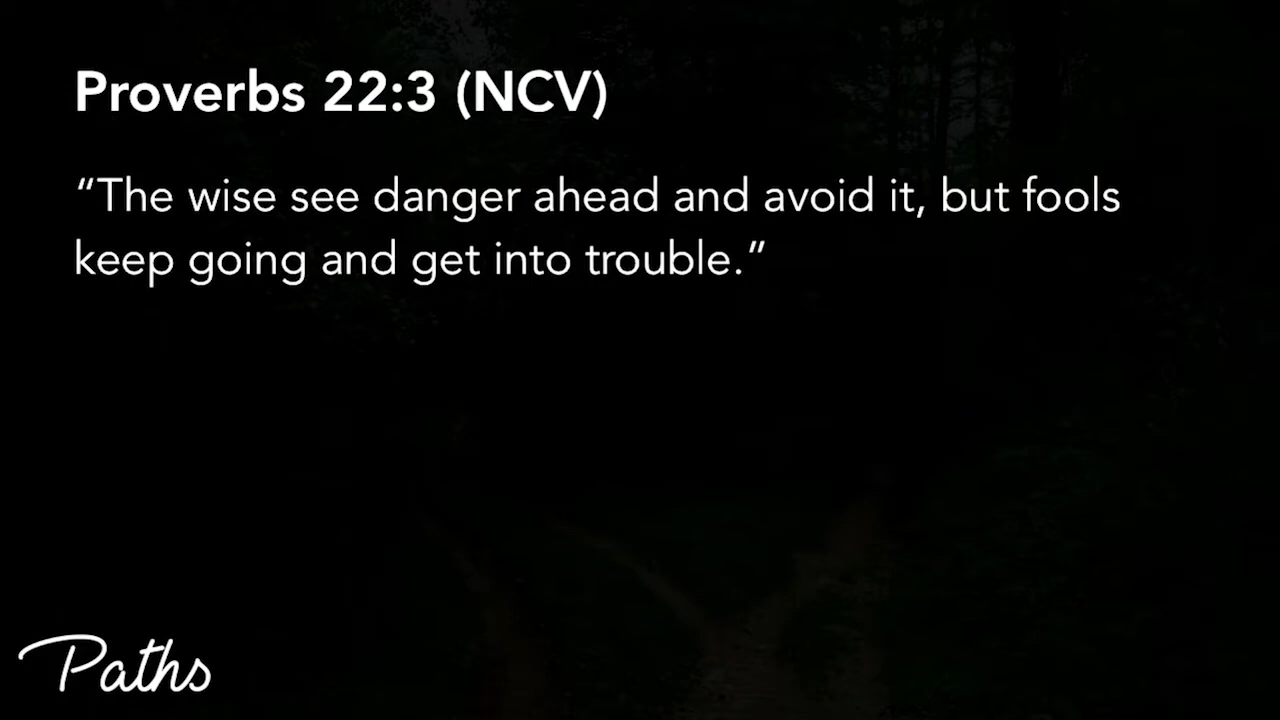 Proverbs 22:3 (NCV)
“The wise see danger ahead and avoid it, but fools
keep going and get into trouble.”
Paths